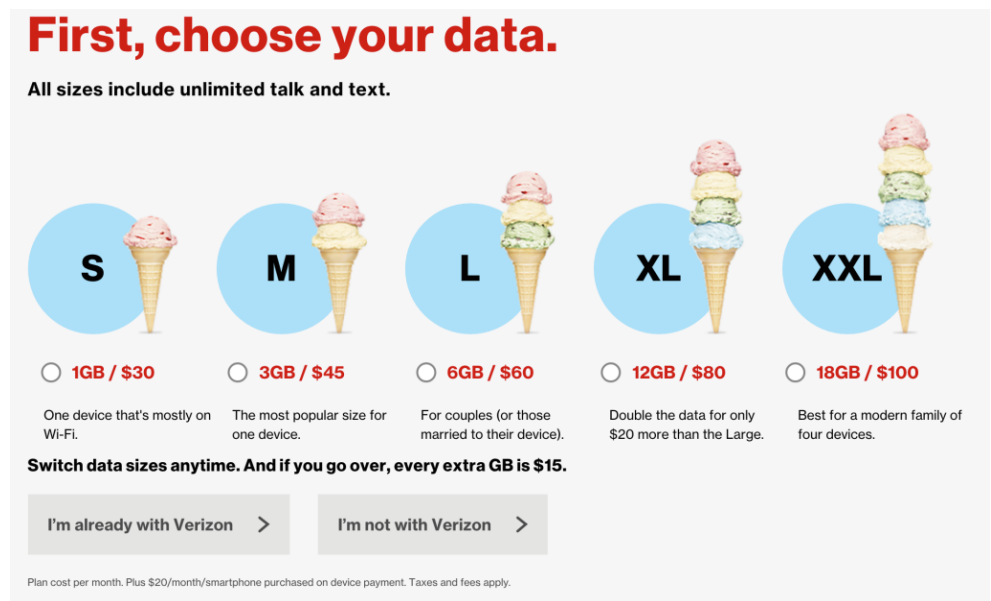 First, choose your data.
All sizes include unlimited talk and text.
S
M
L
XL
XXL
1GB / $30
3GB / $45
6GB / $60
12GB / $80
18GB / $100
One device that's mostly on
Wi-Fi.
The most popular size for
one device.
For couples (or those
married to their device).
Double the data for only
$20 more than the Large.
Best for a modern family of
four devices.
Switch data sizes anytime. And if you go over, every extra GB is $15.
I'm already with Verizon
I'm not with Verizon
Plan cost per month. Plus $20/month/smartphone purchased on device payment. Taxes and fees apply.